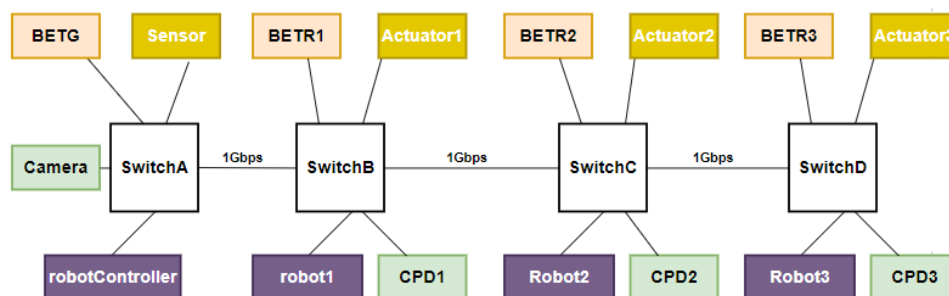 BETG
Sensor
BETR1
Actuator1
BETR2
Actuator2
BETR3
Actuator3
Camera
SwitchA
1Gbps
SwitchB
1Gbps
SwitchC
1Gbps
SwitchD
robotController
robot1
CPD1
Robot2
CPD2
Robot3
CPD3